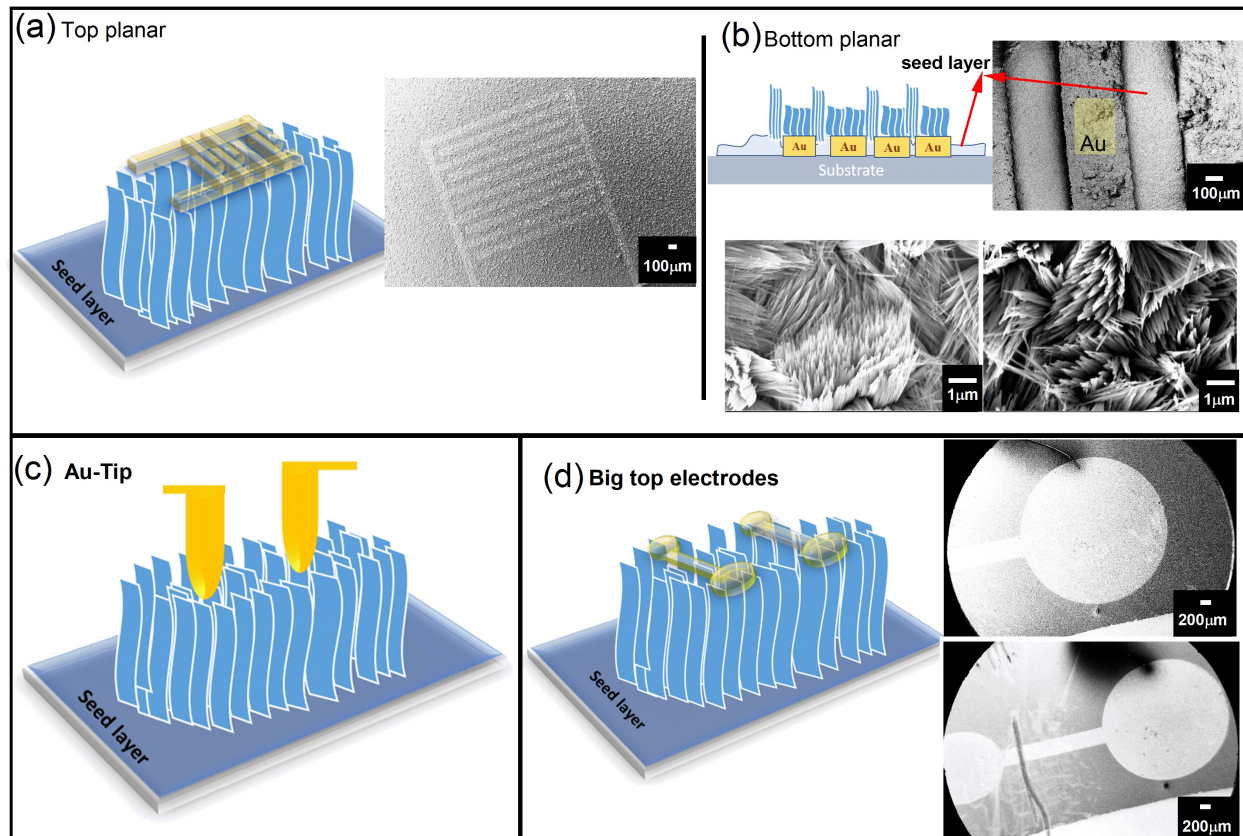 (a) Top planar
Seed layer
100μm
(b) Bottom planar
seed layer
Au Au Au Au
Substrate
Au
100μm
1μm
1μm
(c) Au-Tip
Seed layer
(d) Big top electrodes
Seed layer
200μm
200μm